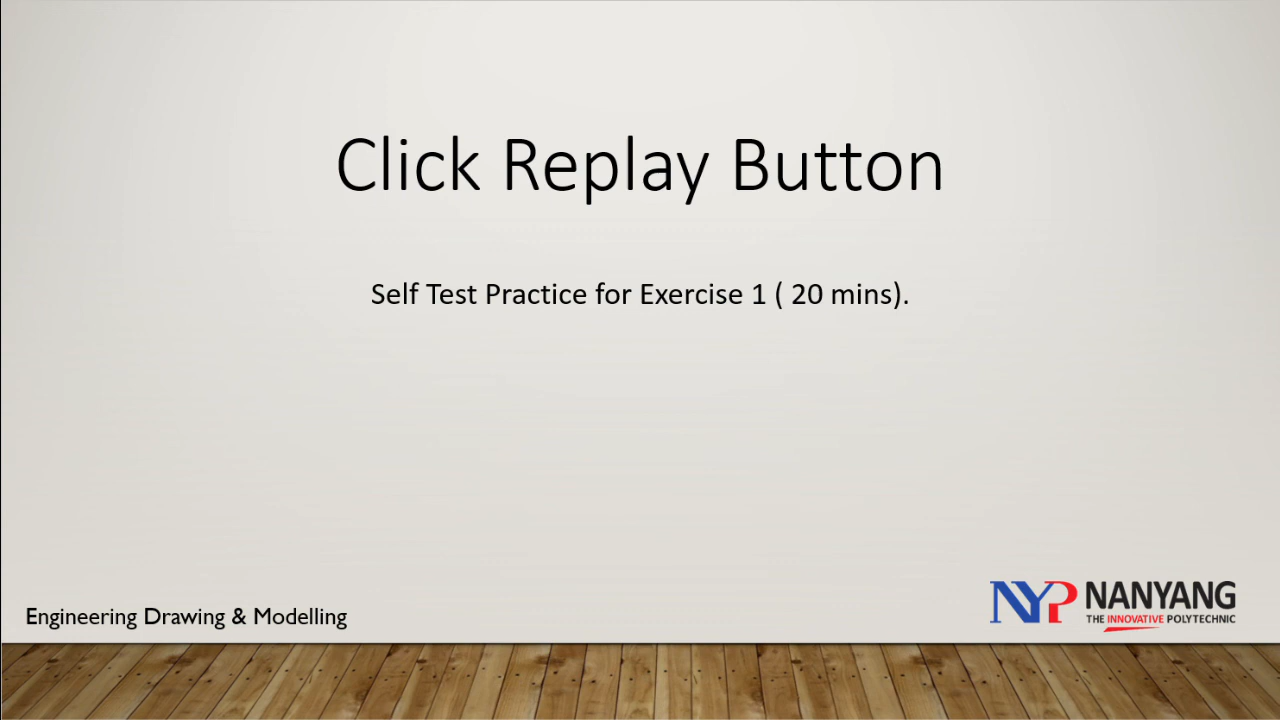 Click Replay Button
Self Test Practice for Exercise 1 ( 20 mins).
Engineering Drawing & Modelling
NYP NANYANG
THE INNOVATIVE POLYTECHNIC